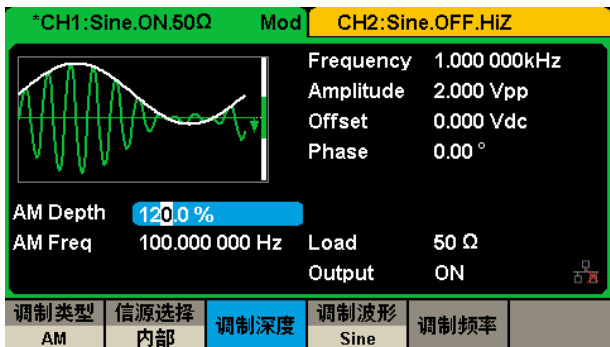 *CH1:Sine.ON.50Ω Mod CH2:Sine.OFF.HiZ
Frequency 1.000 000kHz
Amplitude 2.000 Vpp
Offset 0.000 Vdc
Phase 0.00 °
AM Depth 120.0 %
AM Freq 100.000 000 Hz Load 50 Ω
Output ON
调制类型 信源选择 调制深度 调制波形 调制频率
AM 内部 Sine